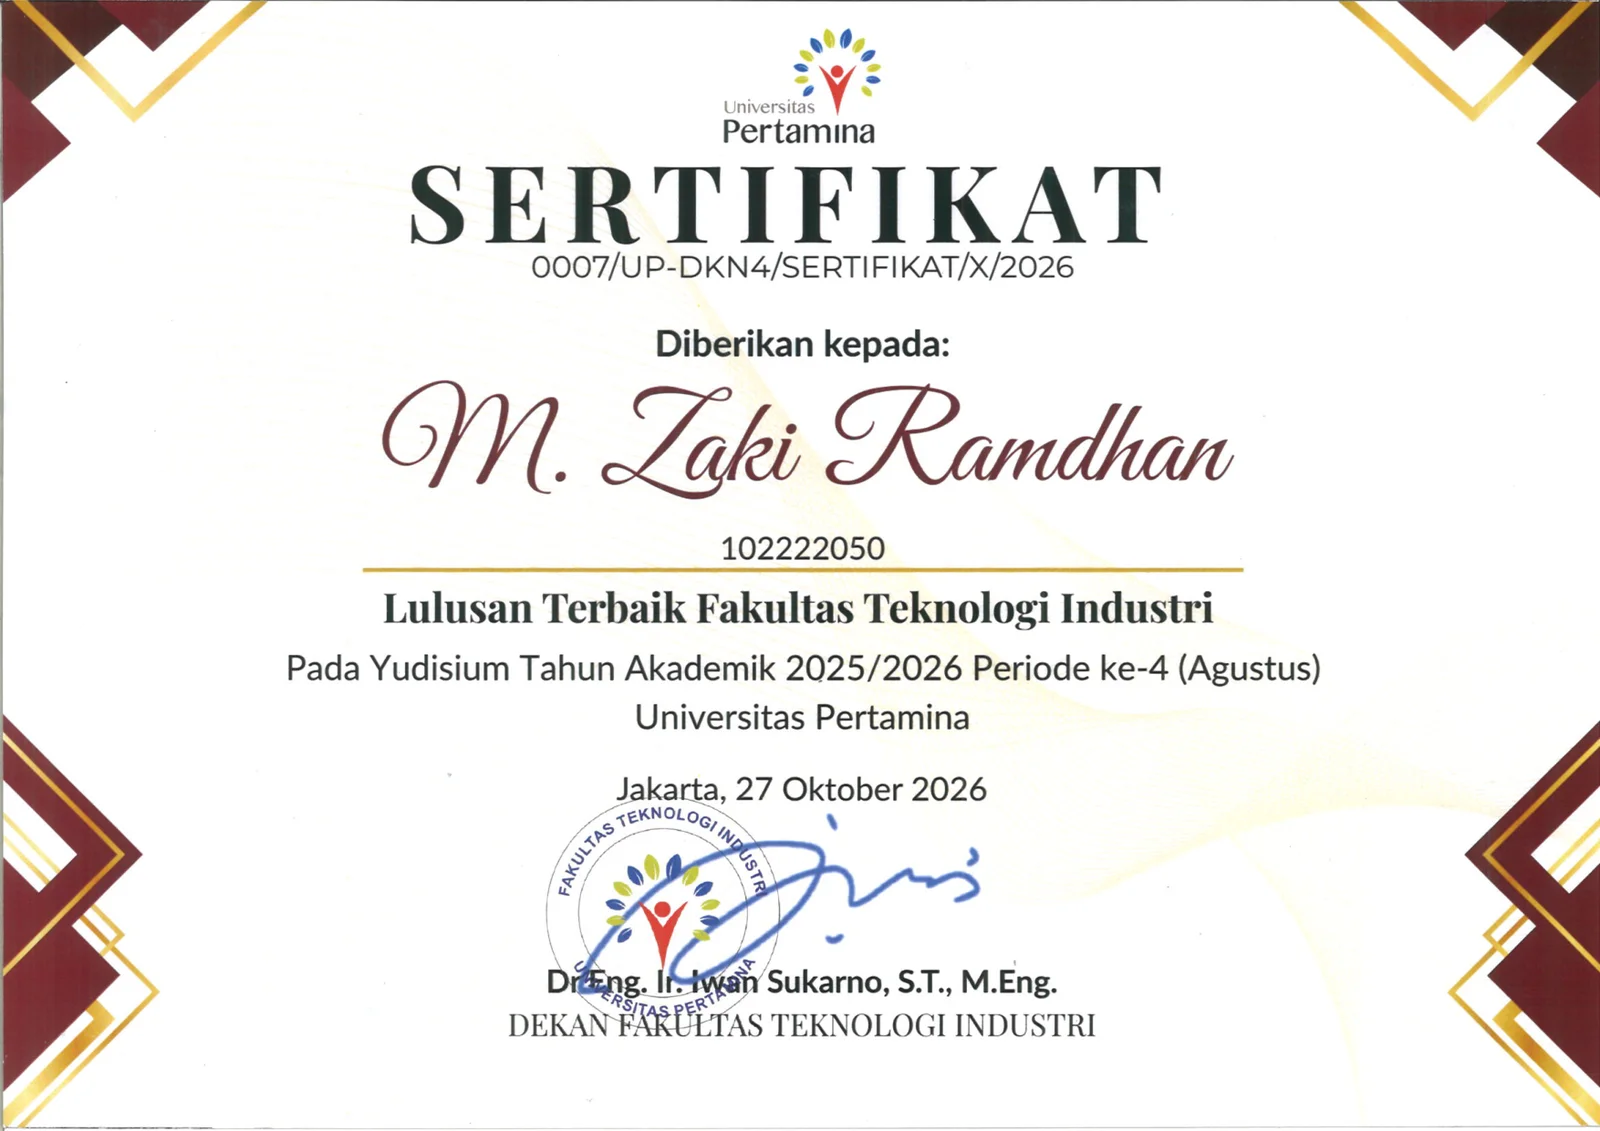 Universitas
Pertamina
SERTIFIKAT
0007/UP-DKN4/SERTIFIKAT/X/2026
Diberikan kepada:
M. Zaki Ramdhan
102222050
Lulusan Terbaik Fakultas Teknologi Industri
Pada Yudisium Tahun Akademik 2025/2026 Periode ke-4 (Agustus)
Universitas Pertamina
Jakarta, 27 Oktober 2026
FAKULTAS TEKNOLOGI INDUSTRI
UNIVERSITAS PERTAMINA
Dr.Eng. Ir. Iwan Sukarno, S.T., M.Eng.
DEKAN FAKULTAS TEKNOLOGI INDUSTRI